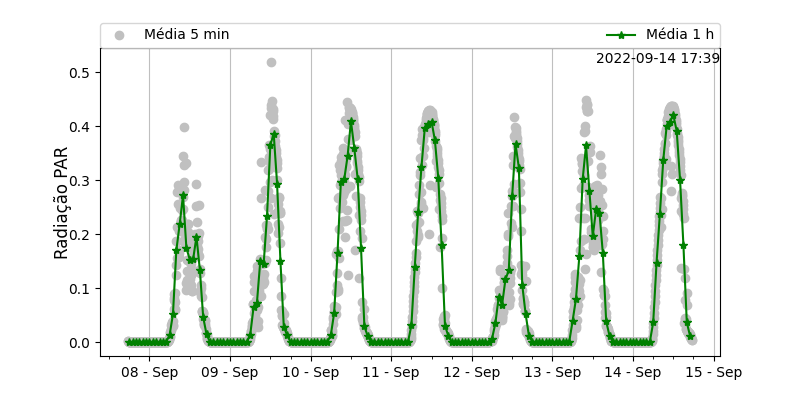 Média 5 min
Média 1 h
2022-09-14 17:39
Radiação PAR
0.5
0.4
0.3
0.2
0.1
0.0
08 - Sep
09 - Sep
10 - Sep
11 - Sep
12 - Sep
13 - Sep
14 - Sep
15 - Sep